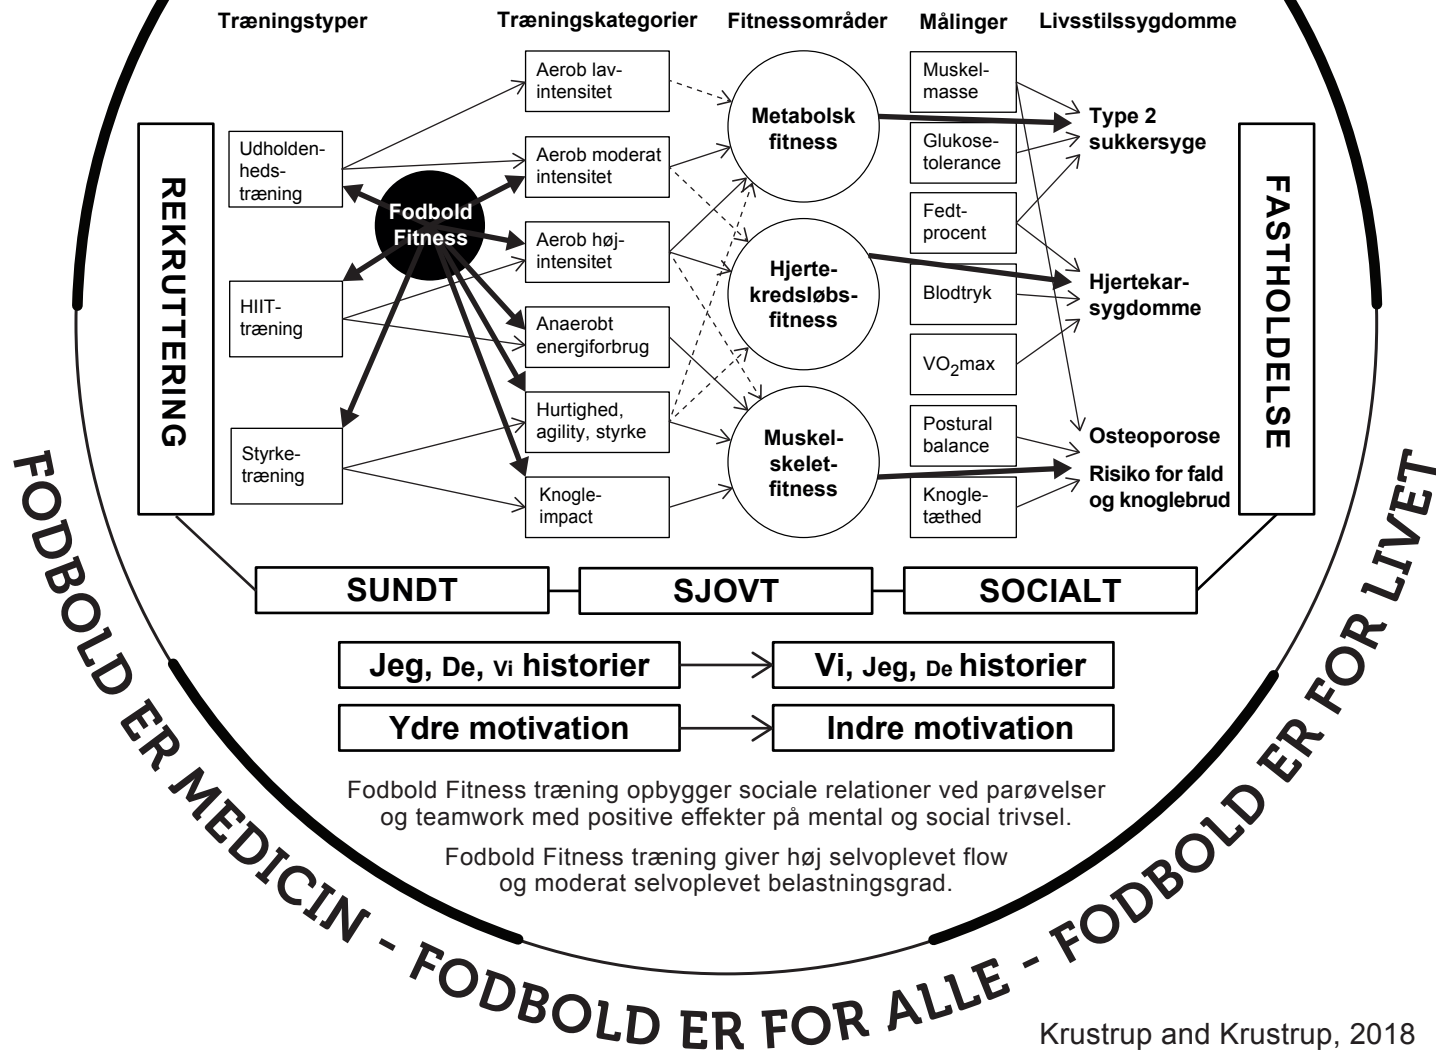 Træningstyper
Træningskategorier
Fitnessområder
Målinger
Livsstilssygdomme
REKRUTTERING
Udholden-
heds-
træning
HIIT-
træning
Styrke-
træning
Fodbold
Fitness
Aerob lav-
intensitet
Aerob moderat
intensitet
Aerob høj-
intensitet
Anaerobt
energiforbrug
Hurtighed,
agility, styrke
Knogle-
impact
Metabolsk
fitness
Hjerte-
kredsløbs-
fitness
Muskel-
skelet-
fitness
Muskel-
masse
Glukose-
tolerance
Fedt-
procent
Blodtryk
VO2max
Postural
balance
Knogle-
tæthed
Type 2
sukkersyge
Hjertekar-
sygdomme
Osteoporose
Risiko for fald
og knoglebrud
FASTHOLDELSE
SUNDT
SJOVT
SOCIALT
Jeg, De, Vi historier
Vi, Jeg, De historier
Ydre motivation
Indre motivation
Fodbold Fitness træning opbygger sociale relationer ved parøvelser
og teamwork med positive effekter på mental og social trivsel.
Fodbold Fitness træning giver høj selvoplevet flow
og moderat selvoplevet belastningsgrad.
FODBOLD ER MEDICIN - FODBOLD ER FOR ALLE - FODBOLD ER FOR LIVET
Krustrup and Krustrup, 2018